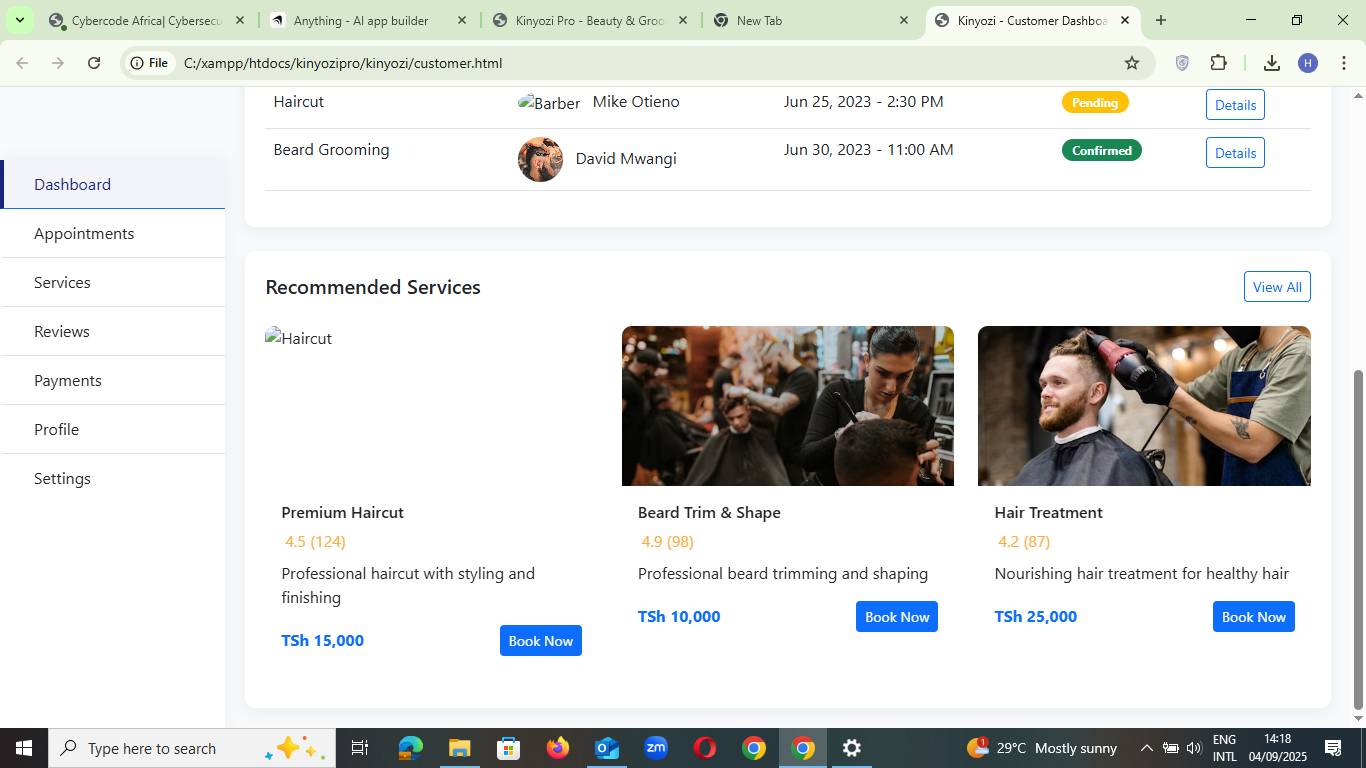 Cybercode Africa| Cybersecu
Anything - AI app builder
Kinyozi Pro - Beauty & Groo
New Tab
Kinyozi - Customer Dashboa
File
C:/xampp/htdocs/kinyozipro/kinyozi/customer.html
H
Haircut
Barber
Mike Otieno
Jun 25, 2023 - 2:30 PM
Pending
Details
Beard Grooming
David Mwangi
Jun 30, 2023 - 11:00 AM
Confirmed
Details
Dashboard
Appointments
Services
Reviews
Payments
Profile
Settings
Recommended Services
View All
Haircut
Premium Haircut
4.5 (124)
Professional haircut with styling and
finishing
TSh 15,000
Book Now
Beard Trim & Shape
4.9 (98)
Professional beard trimming and shaping
TSh 10,000
Book Now
Hair Treatment
4.2 (87)
Nourishing hair treatment for healthy hair
TSh 25,000
Book Now
Type here to search
zm
1
29°C Mostly sunny
ENG
INTL
14:18
04/09/2025